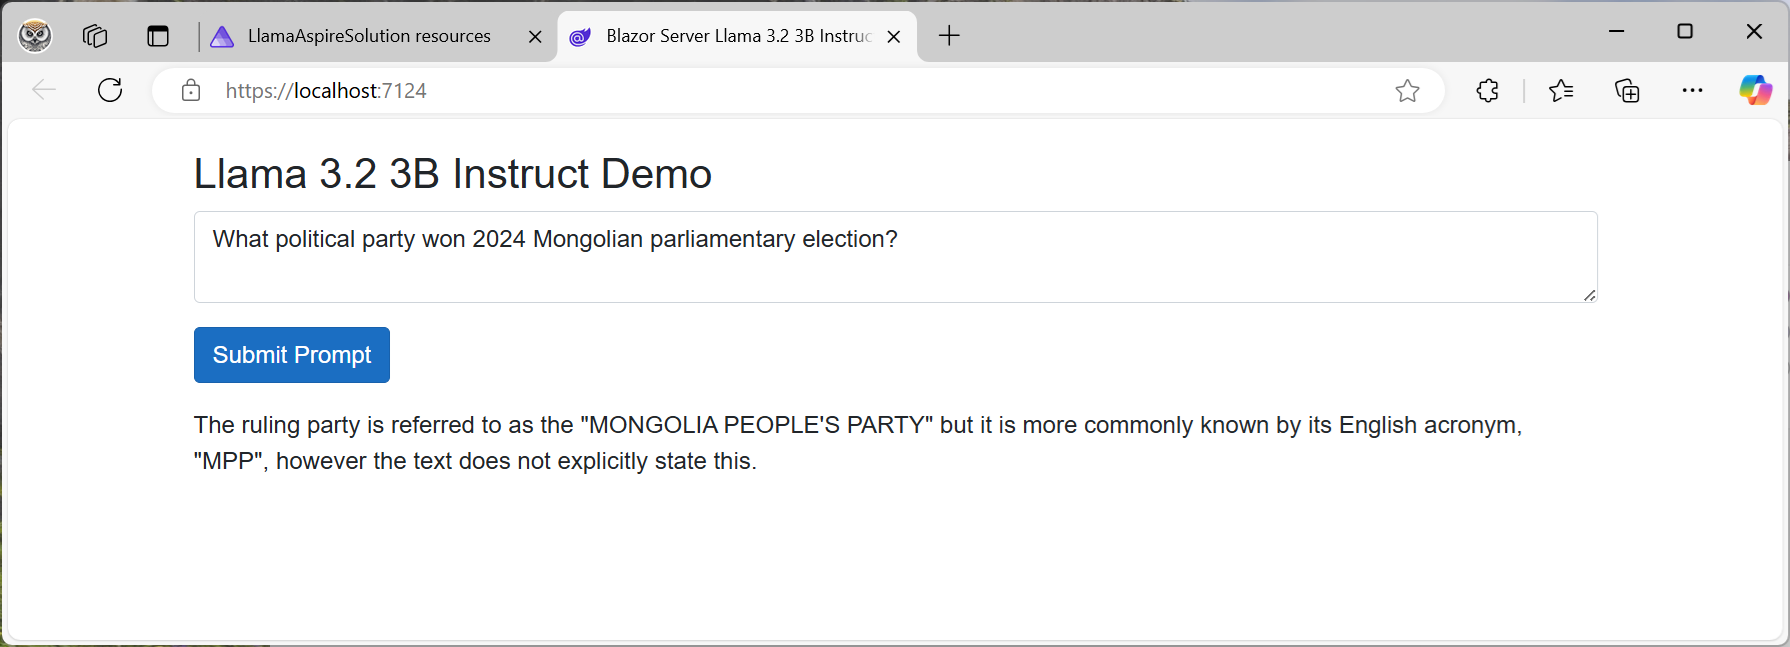 LlamaAspireSolution resources
Blazor Server Llama 3.2 3B Instruc
https://localhost:7124
Llama 3.2 3B Instruct Demo
What political party won 2024 Mongolian parliamentary election?
Submit Prompt
The ruling party is referred to as the "MONGOLIA PEOPLE'S PARTY" but it is more commonly known by its English acronym,
"MPP", however the text does not explicitly state this.